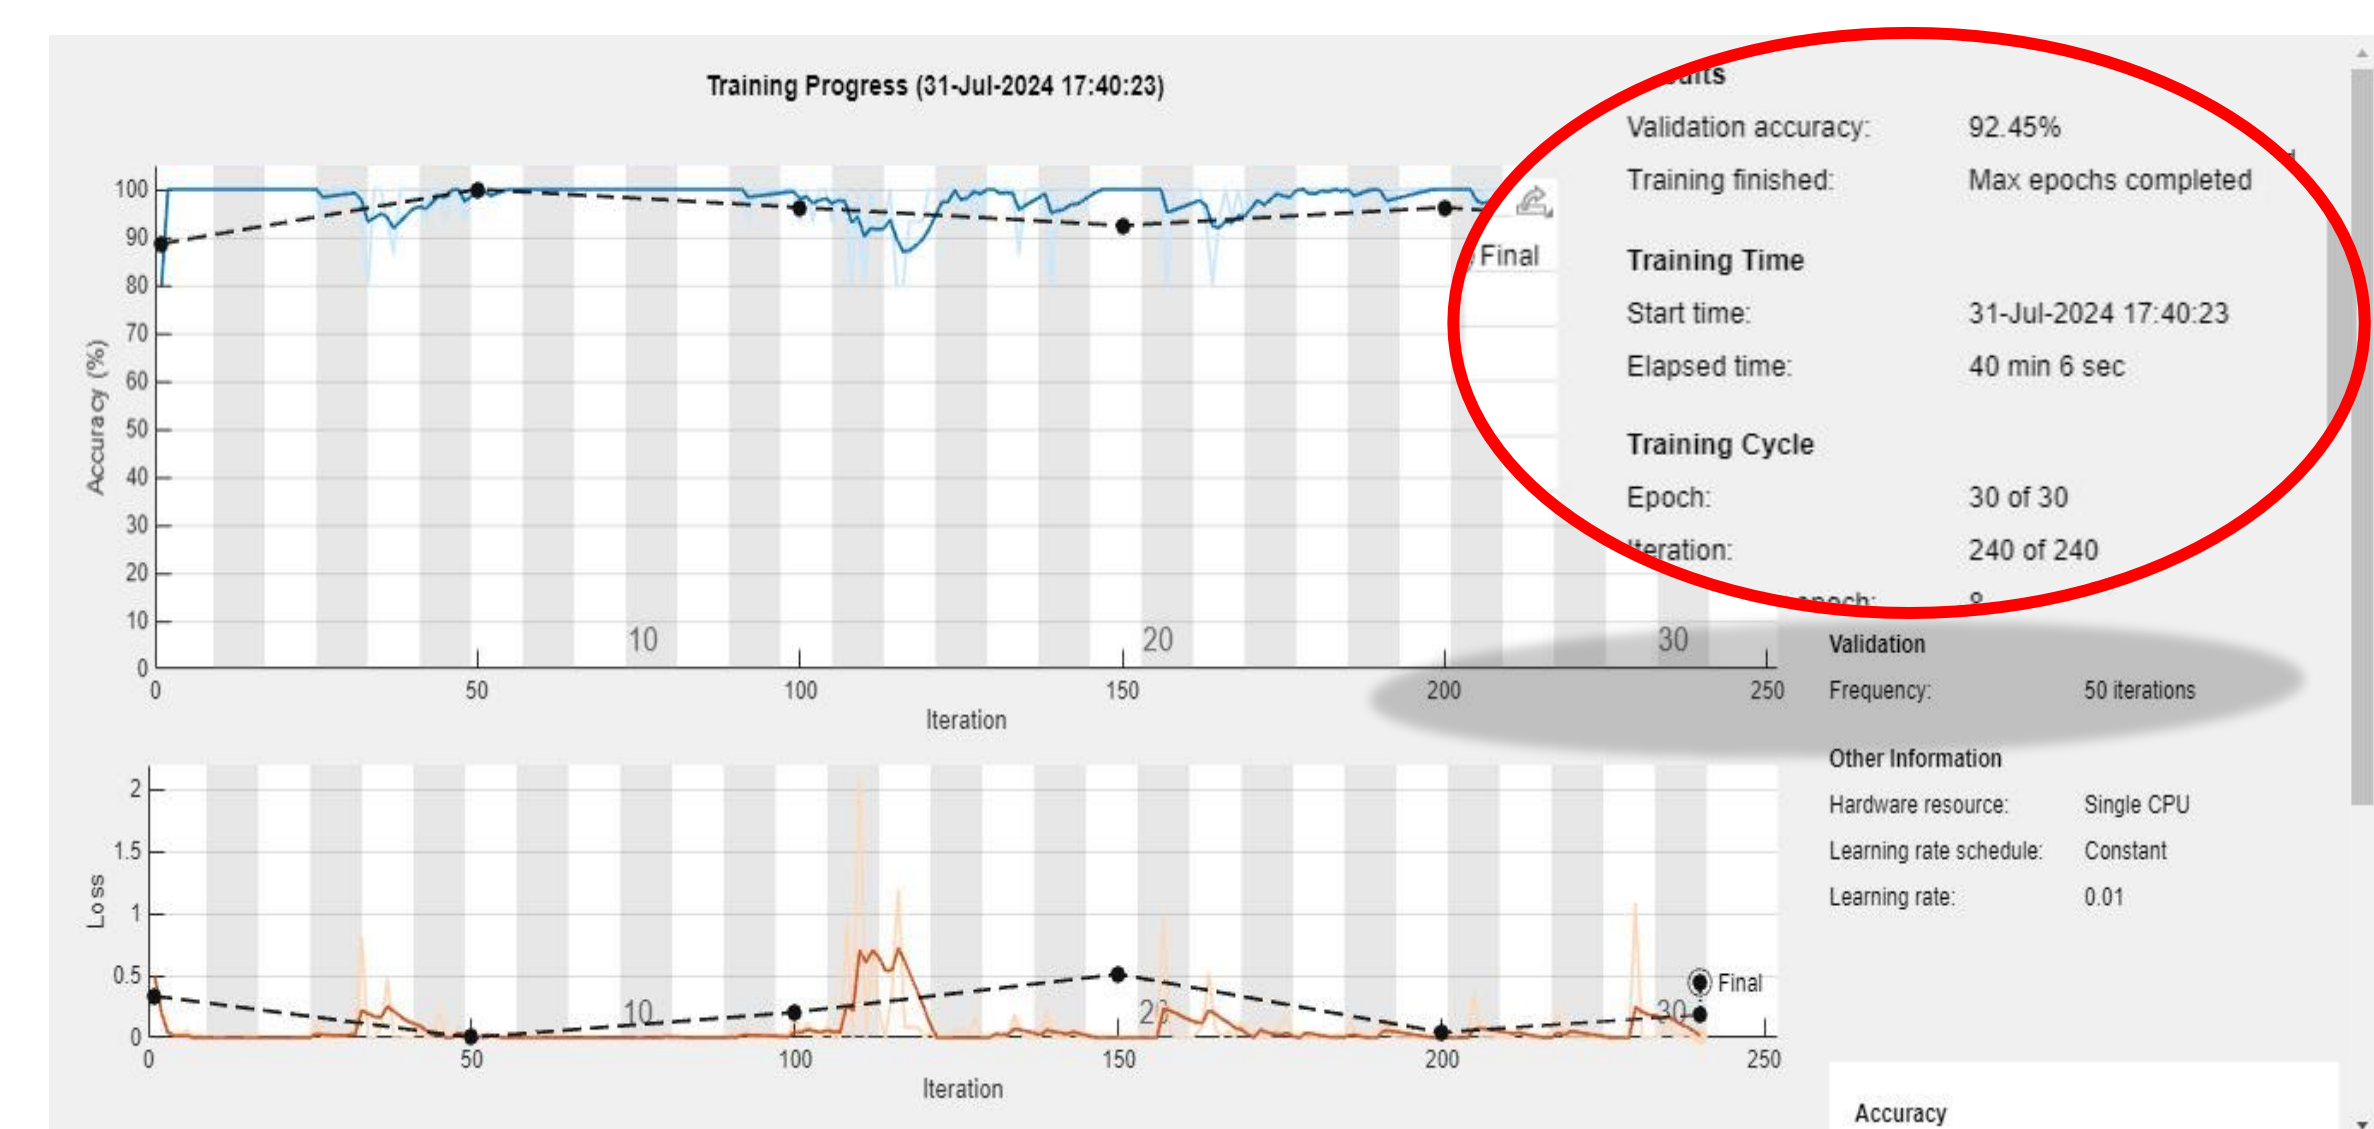 Training Progress (31-Jul-2024 17:40:23)
Validation accuracy: 92.45%
Training finished: Max epochs completed
Training Time
Start time: 31-Jul-2024 17:40:23
Elapsed time: 40 min 6 sec
Training Cycle
Epoch: 30 of 30
Iteration: 240 of 240
Validation
Frequency: 50 iterations
Other Information
Hardware resource: Single CPU
Learning rate schedule: Constant
Learning rate: 0.01
Accuracy
Accuracy (%)
100
90
80
70
60
50
40
30
20
10
0
Final
10 20 30
0 50 100 150 200 250
Iteration
Loss
2
1.5
1
0.5
0
Final
10 30
0 50 100 150 200 250
Iteration